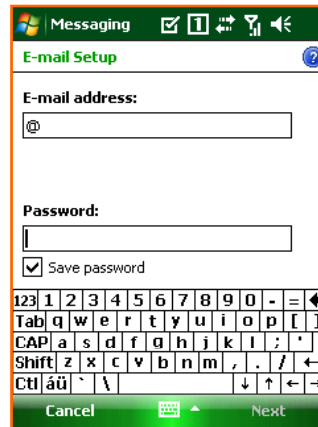 Messaging
E-mail Setup
E-mail address:
@
Password:
Save password
123 1 2 3 4 5 6 7 8 9 0 - =
Tab q w e r t y u i o p [ ]
CAP a s d f g h j k l ; '
Shift z x c v b n m , . / ←
Ctl áü ` \ ↓ ↑ ← →
Cancel Next